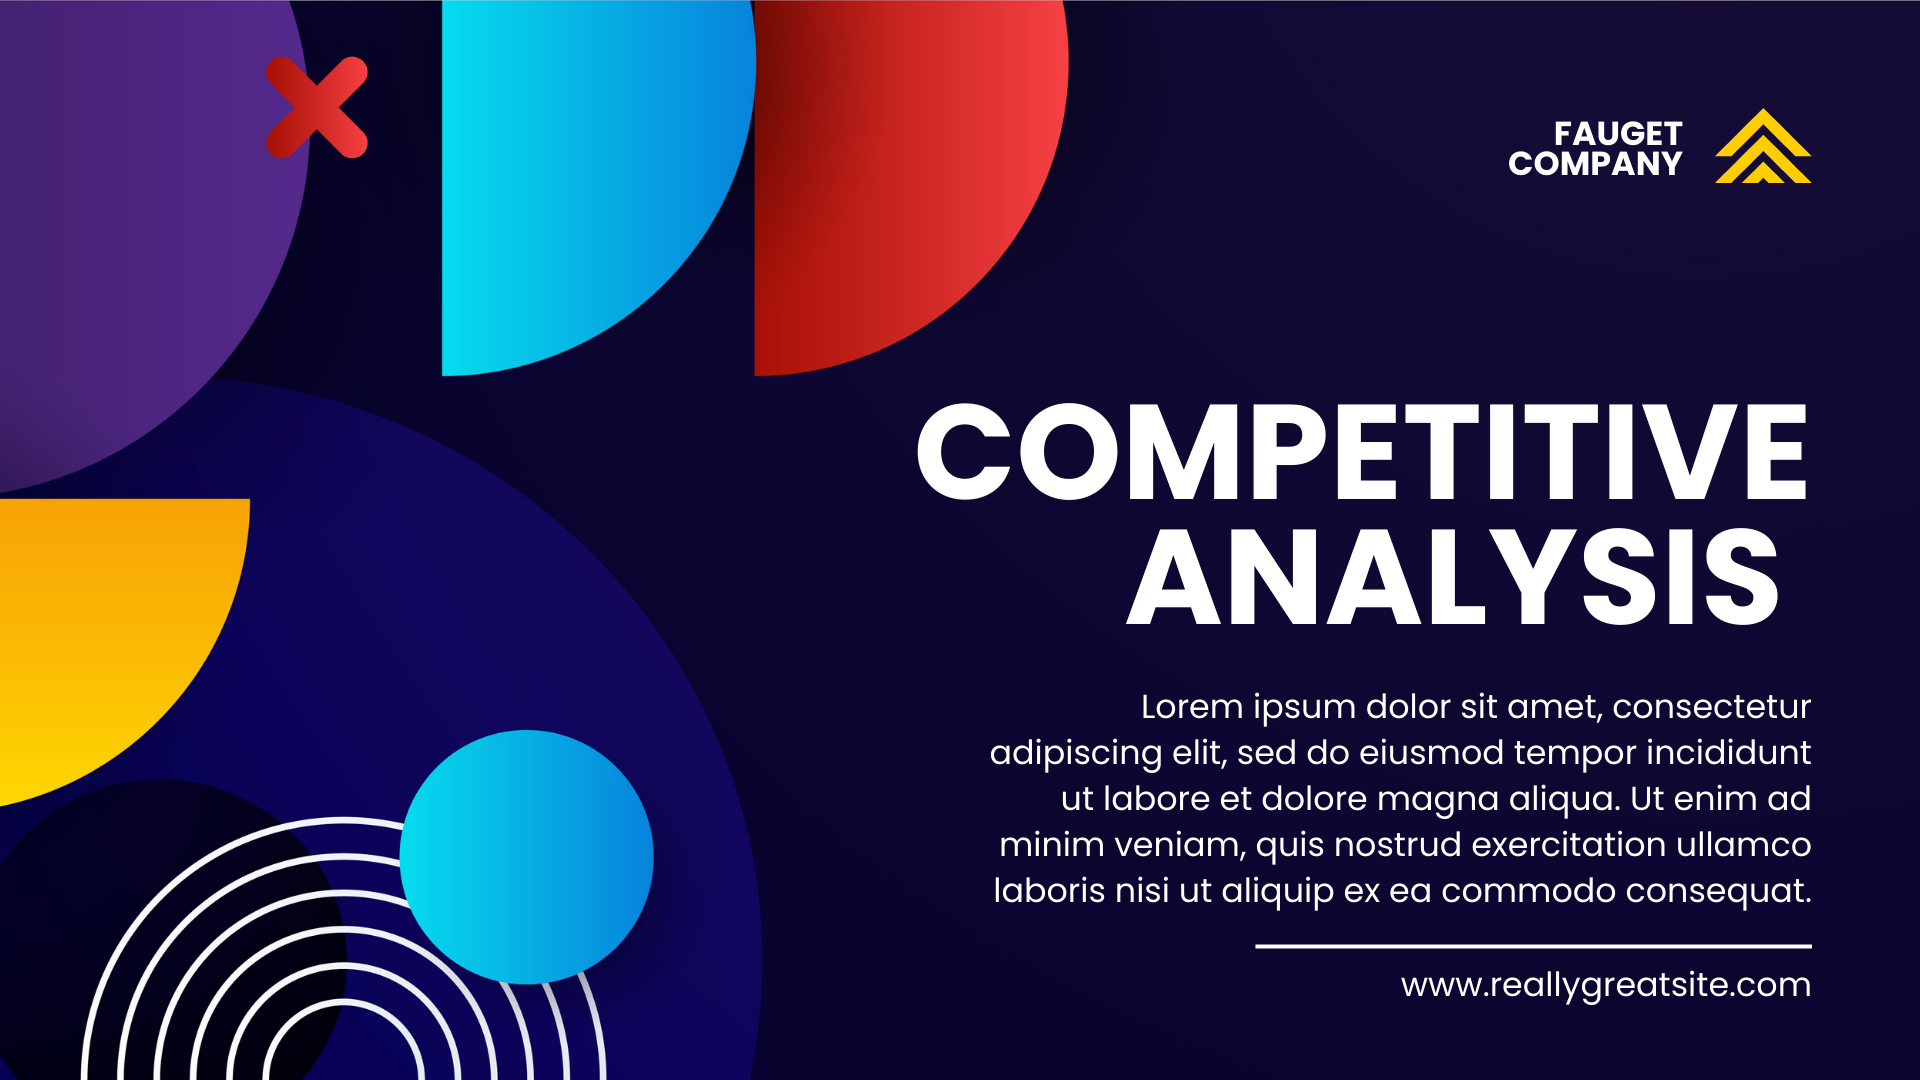 FAUGET
COMPANY
COMPETITIVE
ANALYSIS
Lorem ipsum dolor sit amet, consectetur
adipiscing elit, sed do eiusmod tempor incididunt
ut labore et dolore magna aliqua. Ut enim ad
minim veniam, quis nostrud exercitation ullamco
laboris nisi ut aliquip ex ea commodo consequat.
www.reallygreatsite.com